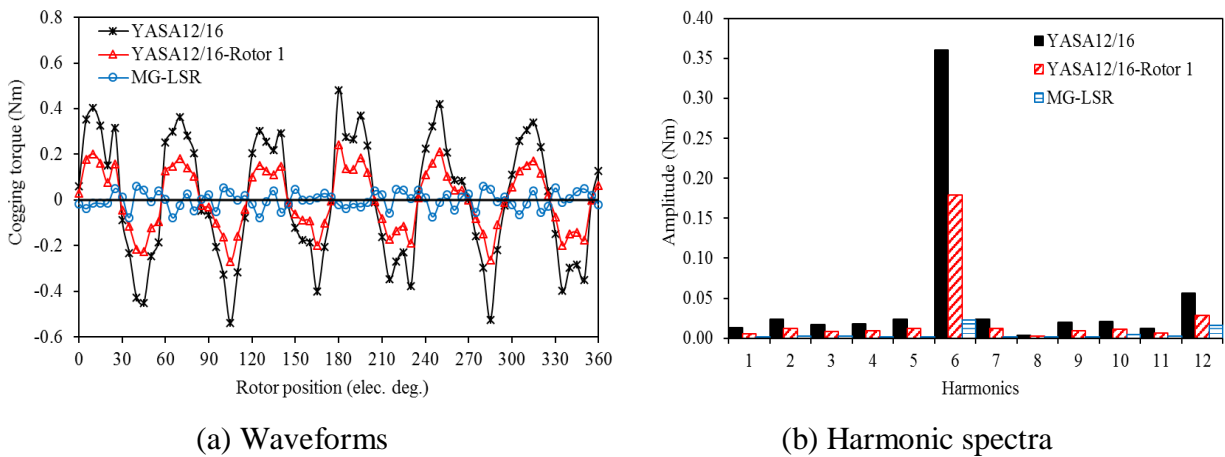 0.8
0.6
0.4
0.2
0
-0.2
-0.4
-0.6
Cogging torque (Nm)
YASA12/16
YASA12/16-Rotor 1
MG-LSR
0 30 60 90 120 150 180 210 240 270 300 330 360
Rotor position (elec. deg.)
(a) Waveforms
0.40
0.35
0.30
0.25
0.20
0.15
0.10
0.05
0.00
Amplitude (Nm)
YASA12/16
YASA12/16-Rotor 1
MG-LSR
1 2 3 4 5 6 7 8 9 10 11 12
Harmonics
(b) Harmonic spectra